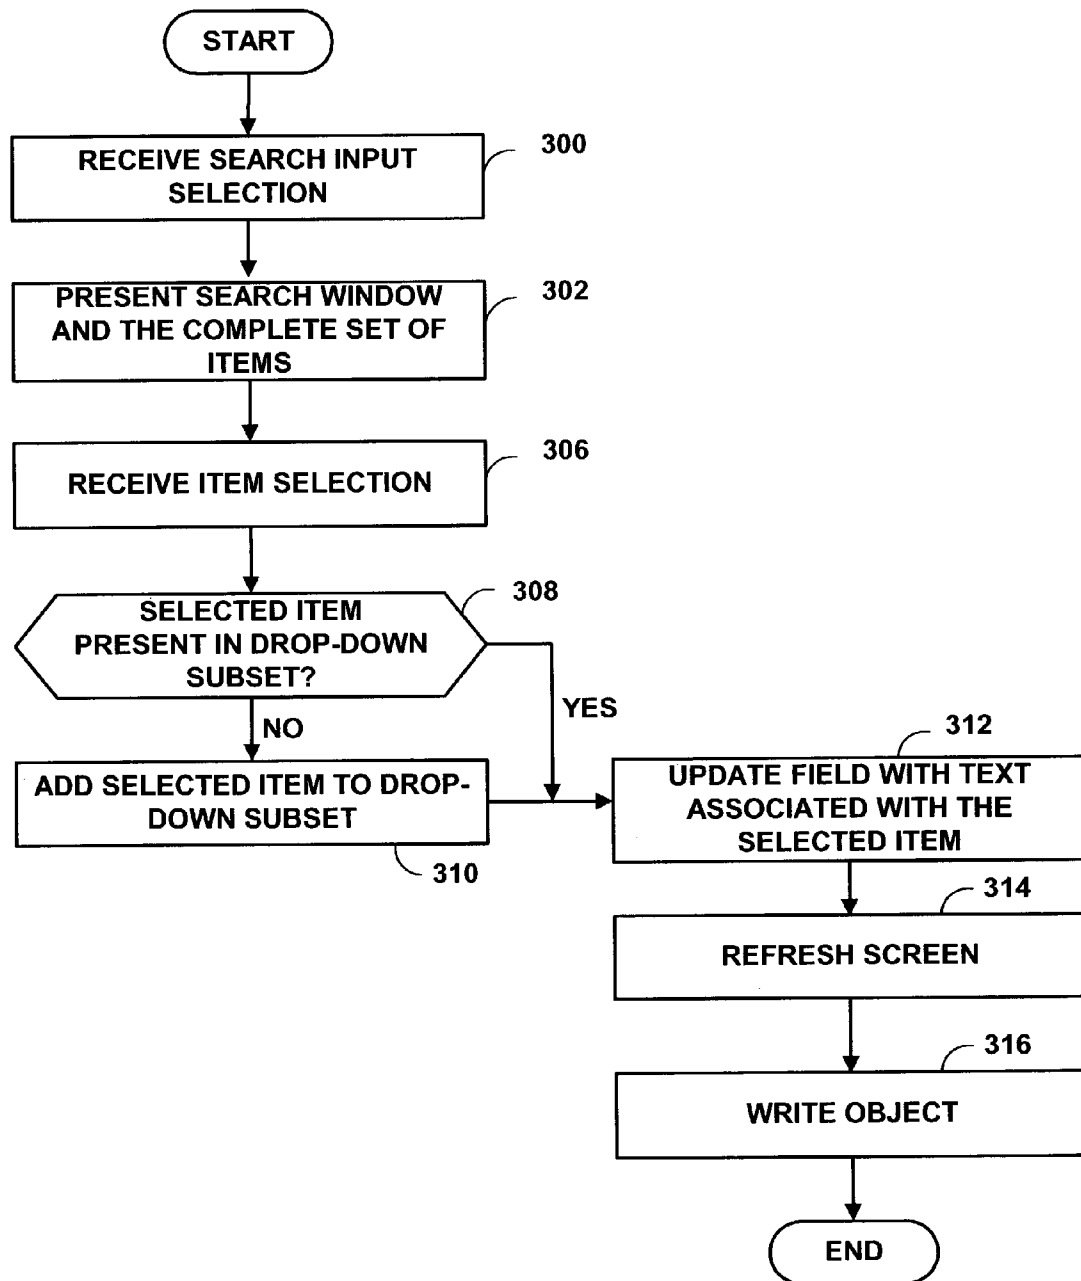 START
RECEIVE SEARCH INPUT
SELECTION
300
PRESENT SEARCH WINDOW
AND THE COMPLETE SET OF
ITEMS
302
RECEIVE ITEM SELECTION
306
SELECTED ITEM
PRESENT IN DROP-DOWN
SUBSET?
308
YES
NO
ADD SELECTED ITEM TO DROP-
DOWN SUBSET
310
312
UPDATE FIELD WITH TEXT
ASSOCIATED WITH THE
SELECTED ITEM
314
REFRESH SCREEN
316
WRITE OBJECT
END